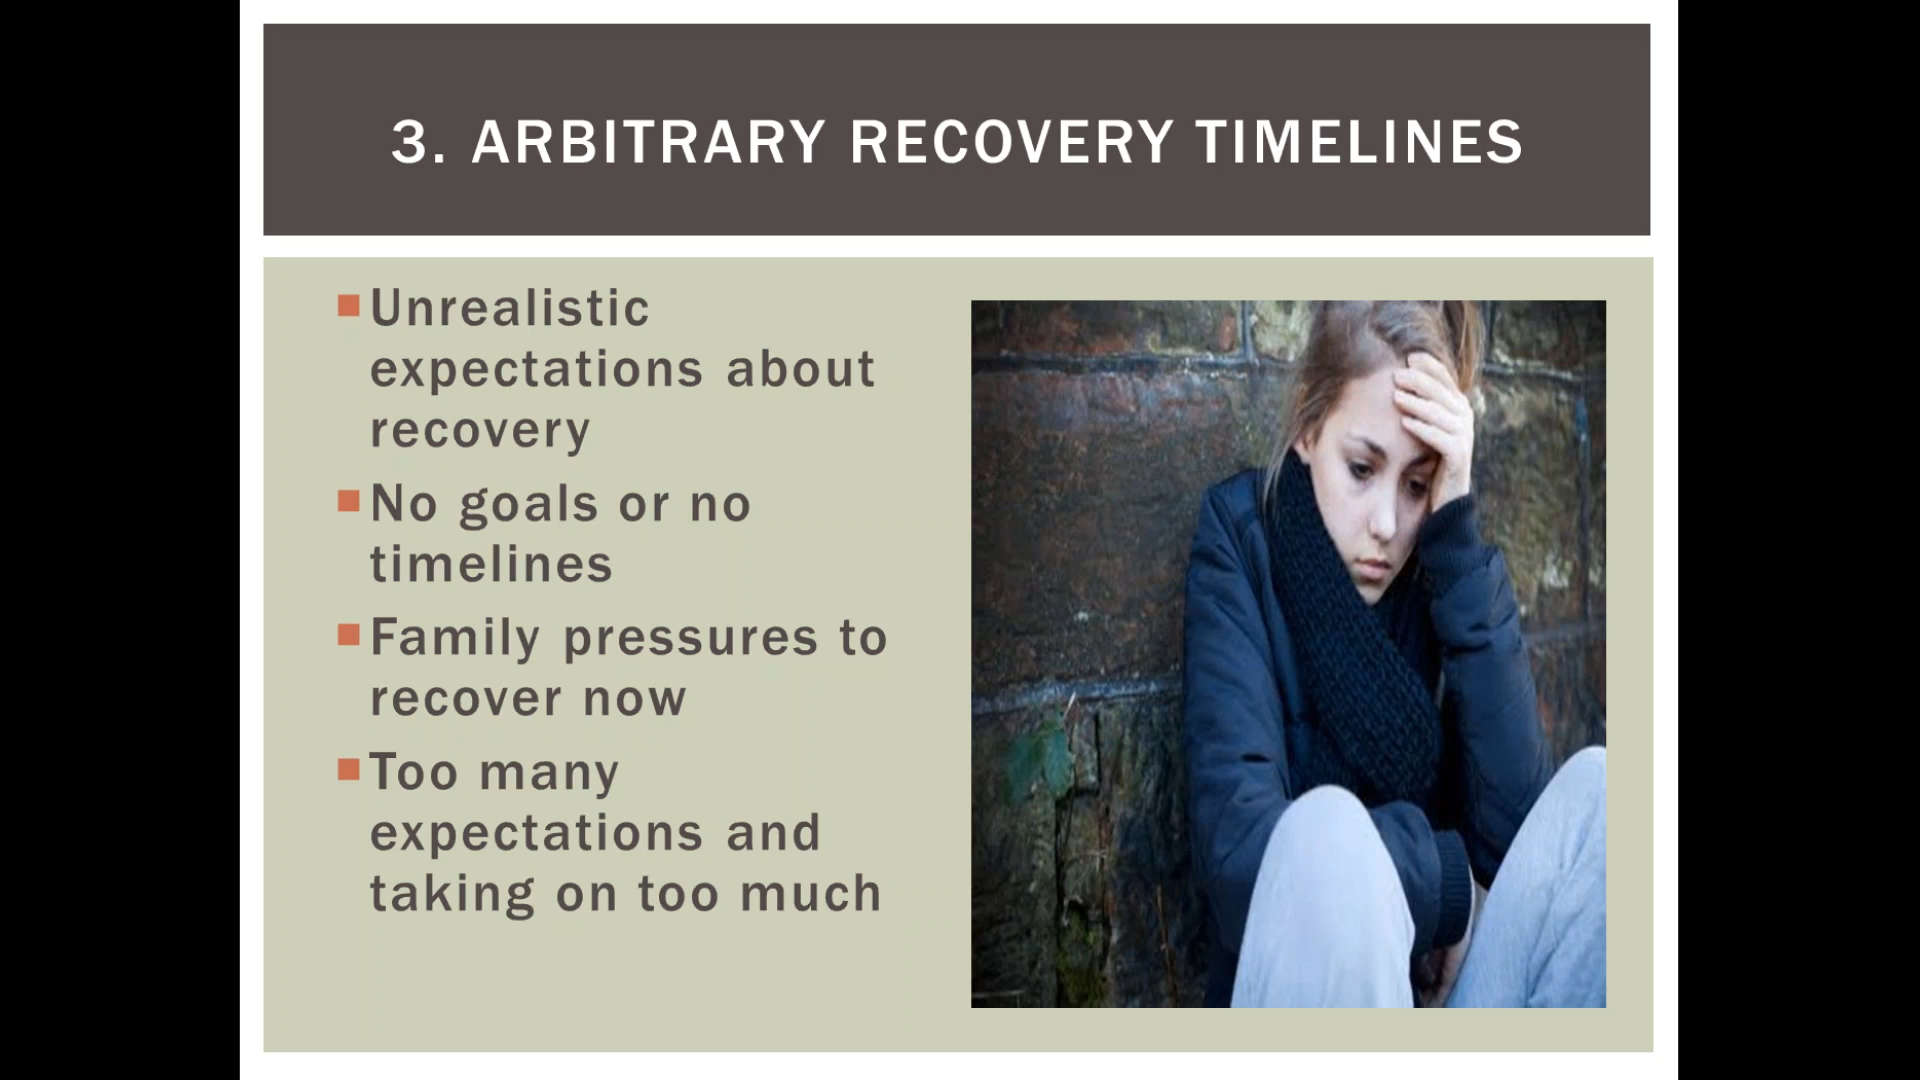 3. ARBITRARY RECOVERY TIMELINES
Unrealistic
expectations about
recovery
No goals or no
timelines
Family pressures to
recover now
Too many
expectations and
taking on too much